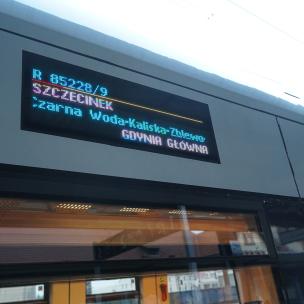 R 85228/9
SZCZECINEK
Czarna Woda-Kaliska-Zblewo-
GDYNIA GŁÓWNA